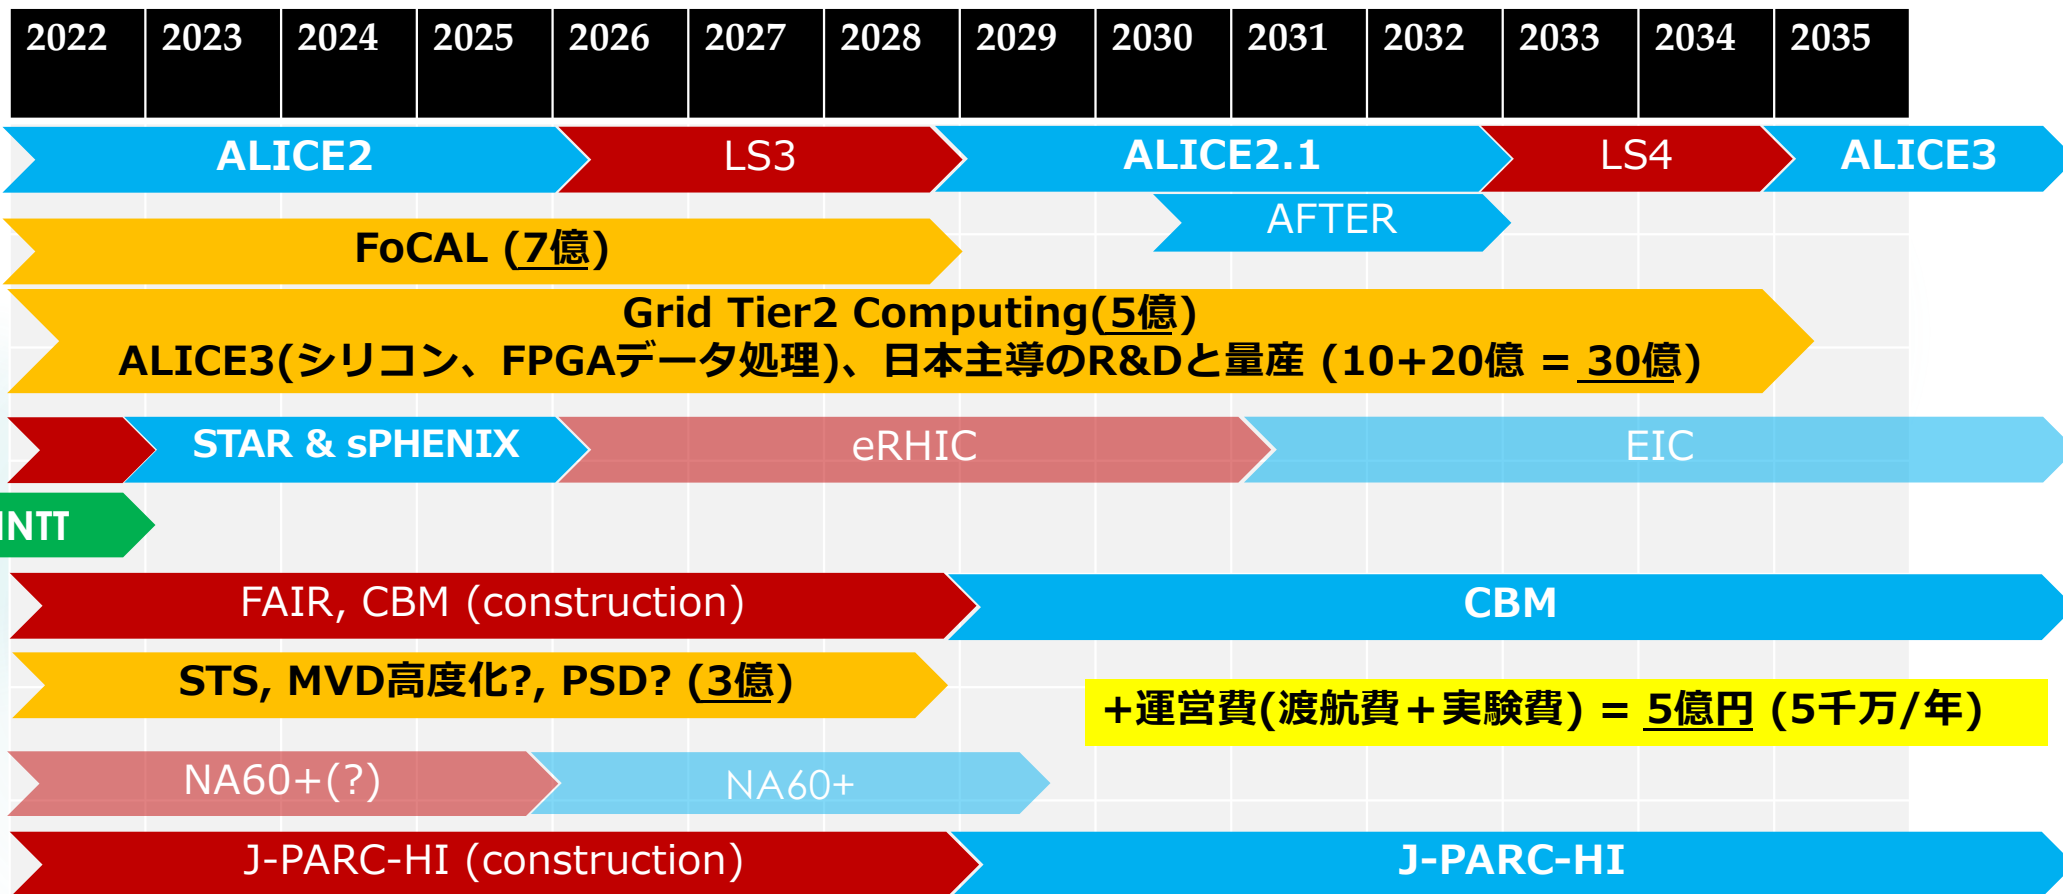 2022 2023 2024 2025 2026 2027 2028 2029 2030 2031 2032 2033 2034 2035
ALICE2 LS3 ALICE2.1 LS4 ALICE3
AFTER
FoCAL (7億)
Grid Tier2 Computing(5億)
ALICE3(シリコン、FPGAデータ処理)、日本主導のR&Dと量産 (10+20億 = 30億)
STAR & sPHENIX eRHIC EIC
INTT
FAIR, CBM (construction) CBM
STS, MVD高度化?, PSD? (3億)
+運営費(渡航費+実験費) = 5億円 (5千万/年)
NA60+(?) NA60+
J-PARC-HI (construction) J-PARC-HI